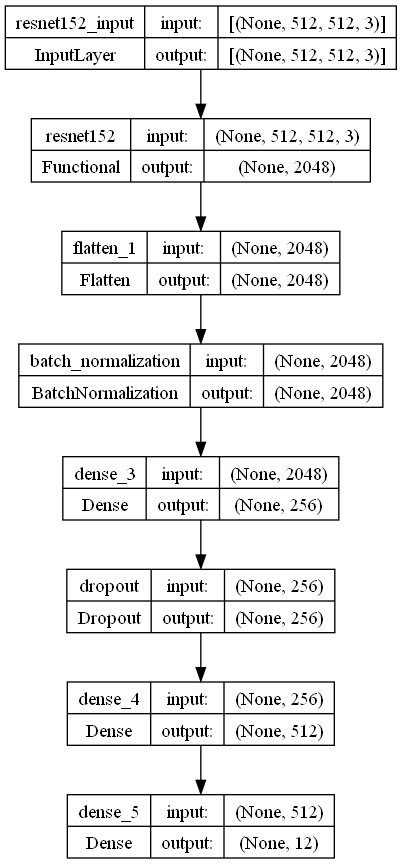 resnet152_input input: [(None, 512, 512, 3)]
InputLayer output: [(None, 512, 512, 3)]
resnet152 input: (None, 512, 512, 3)
Functional output: (None, 2048)
flatten_1 input: (None, 2048)
Flatten output: (None, 2048)
batch_normalization input: (None, 2048)
BatchNormalization output: (None, 2048)
dense_3 input: (None, 2048)
Dense output: (None, 256)
dropout input: (None, 256)
Dropout output: (None, 256)
dense_4 input: (None, 256)
Dense output: (None, 512)
dense_5 input: (None, 512)
Dense output: (None, 12)